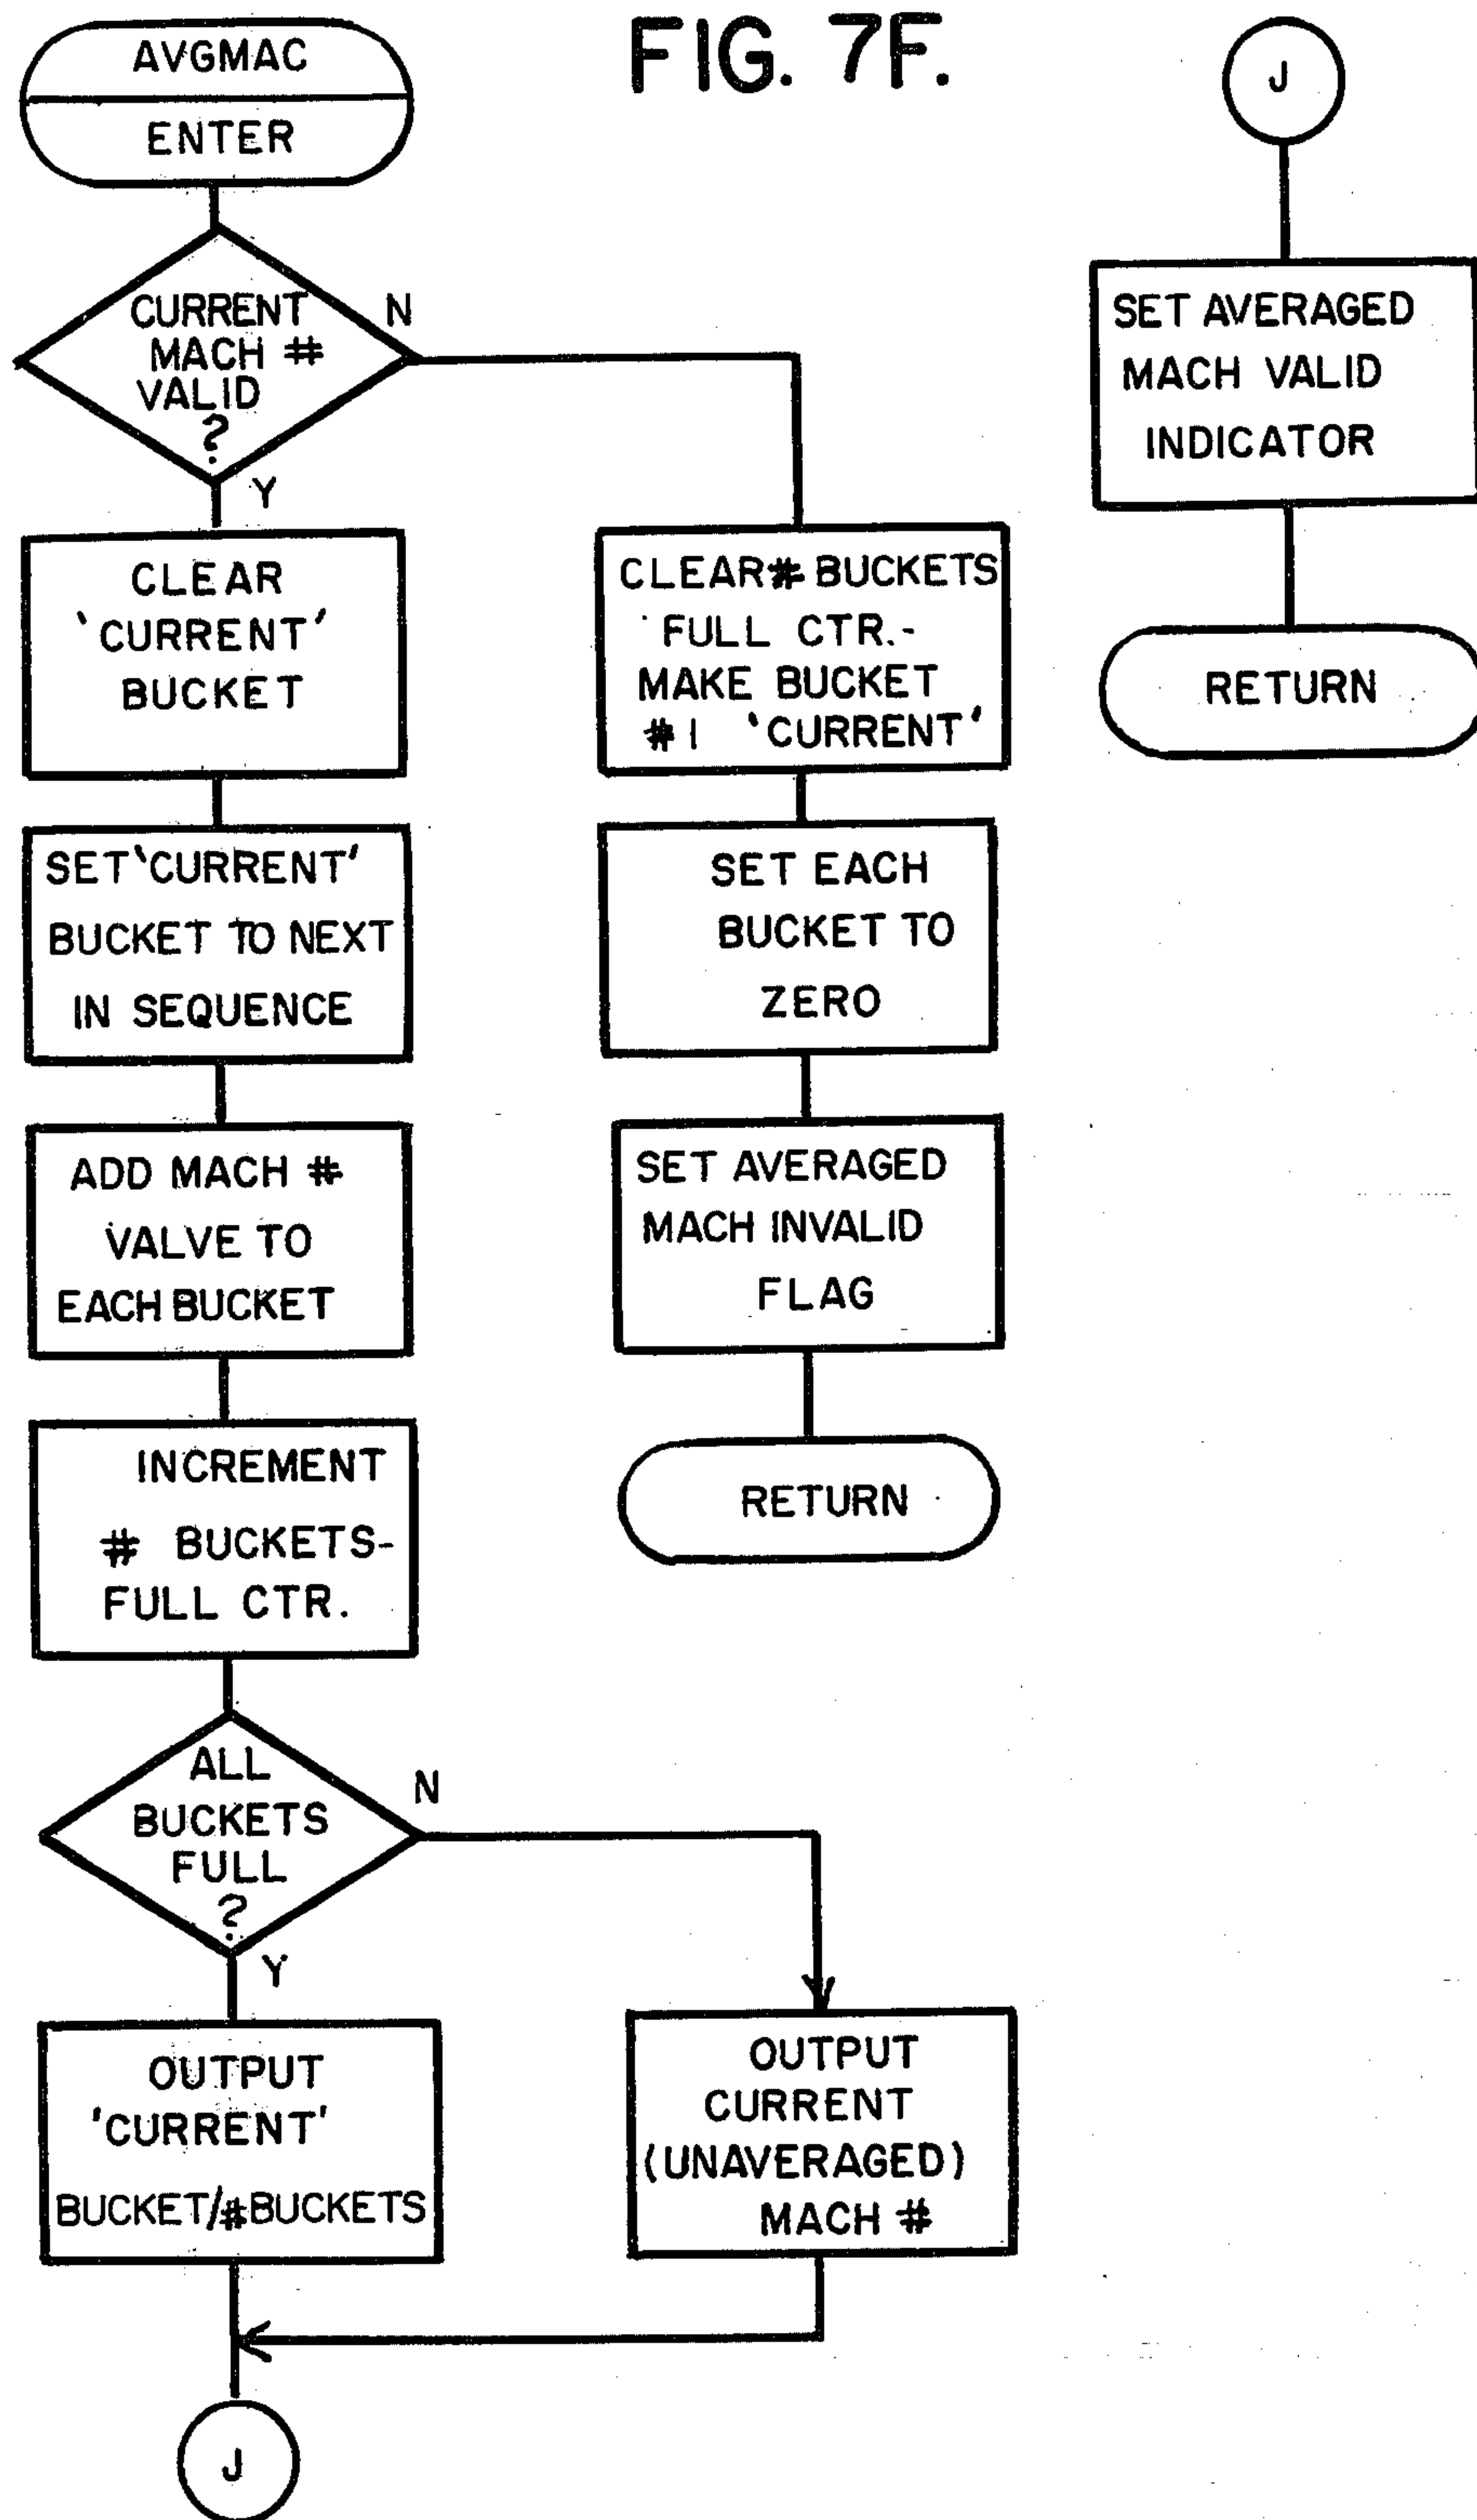 FIG. 7F.
AVGMAC
ENTER
CURRENT
MACH #
VALID
?
N
Y
CLEAR
'CURRENT'
BUCKET
SET 'CURRENT'
BUCKET TO NEXT
IN SEQUENCE
ADD MACH #
VALVE TO
EACH BUCKET
INCREMENT
# BUCKETS-
FULL CTR.
ALL
BUCKETS
FULL
?
N
Y
OUTPUT
'CURRENT'
BUCKET/#BUCKETS
J
CLEAR # BUCKETS
FULL CTR.-
MAKE BUCKET
#1 'CURRENT'
SET EACH
BUCKET TO
ZERO
SET AVERAGED
MACH INVALID
FLAG
RETURN
OUTPUT
CURRENT
(UNAVERAGED)
MACH #
J
SET AVERAGED
MACH VALID
INDICATOR
RETURN